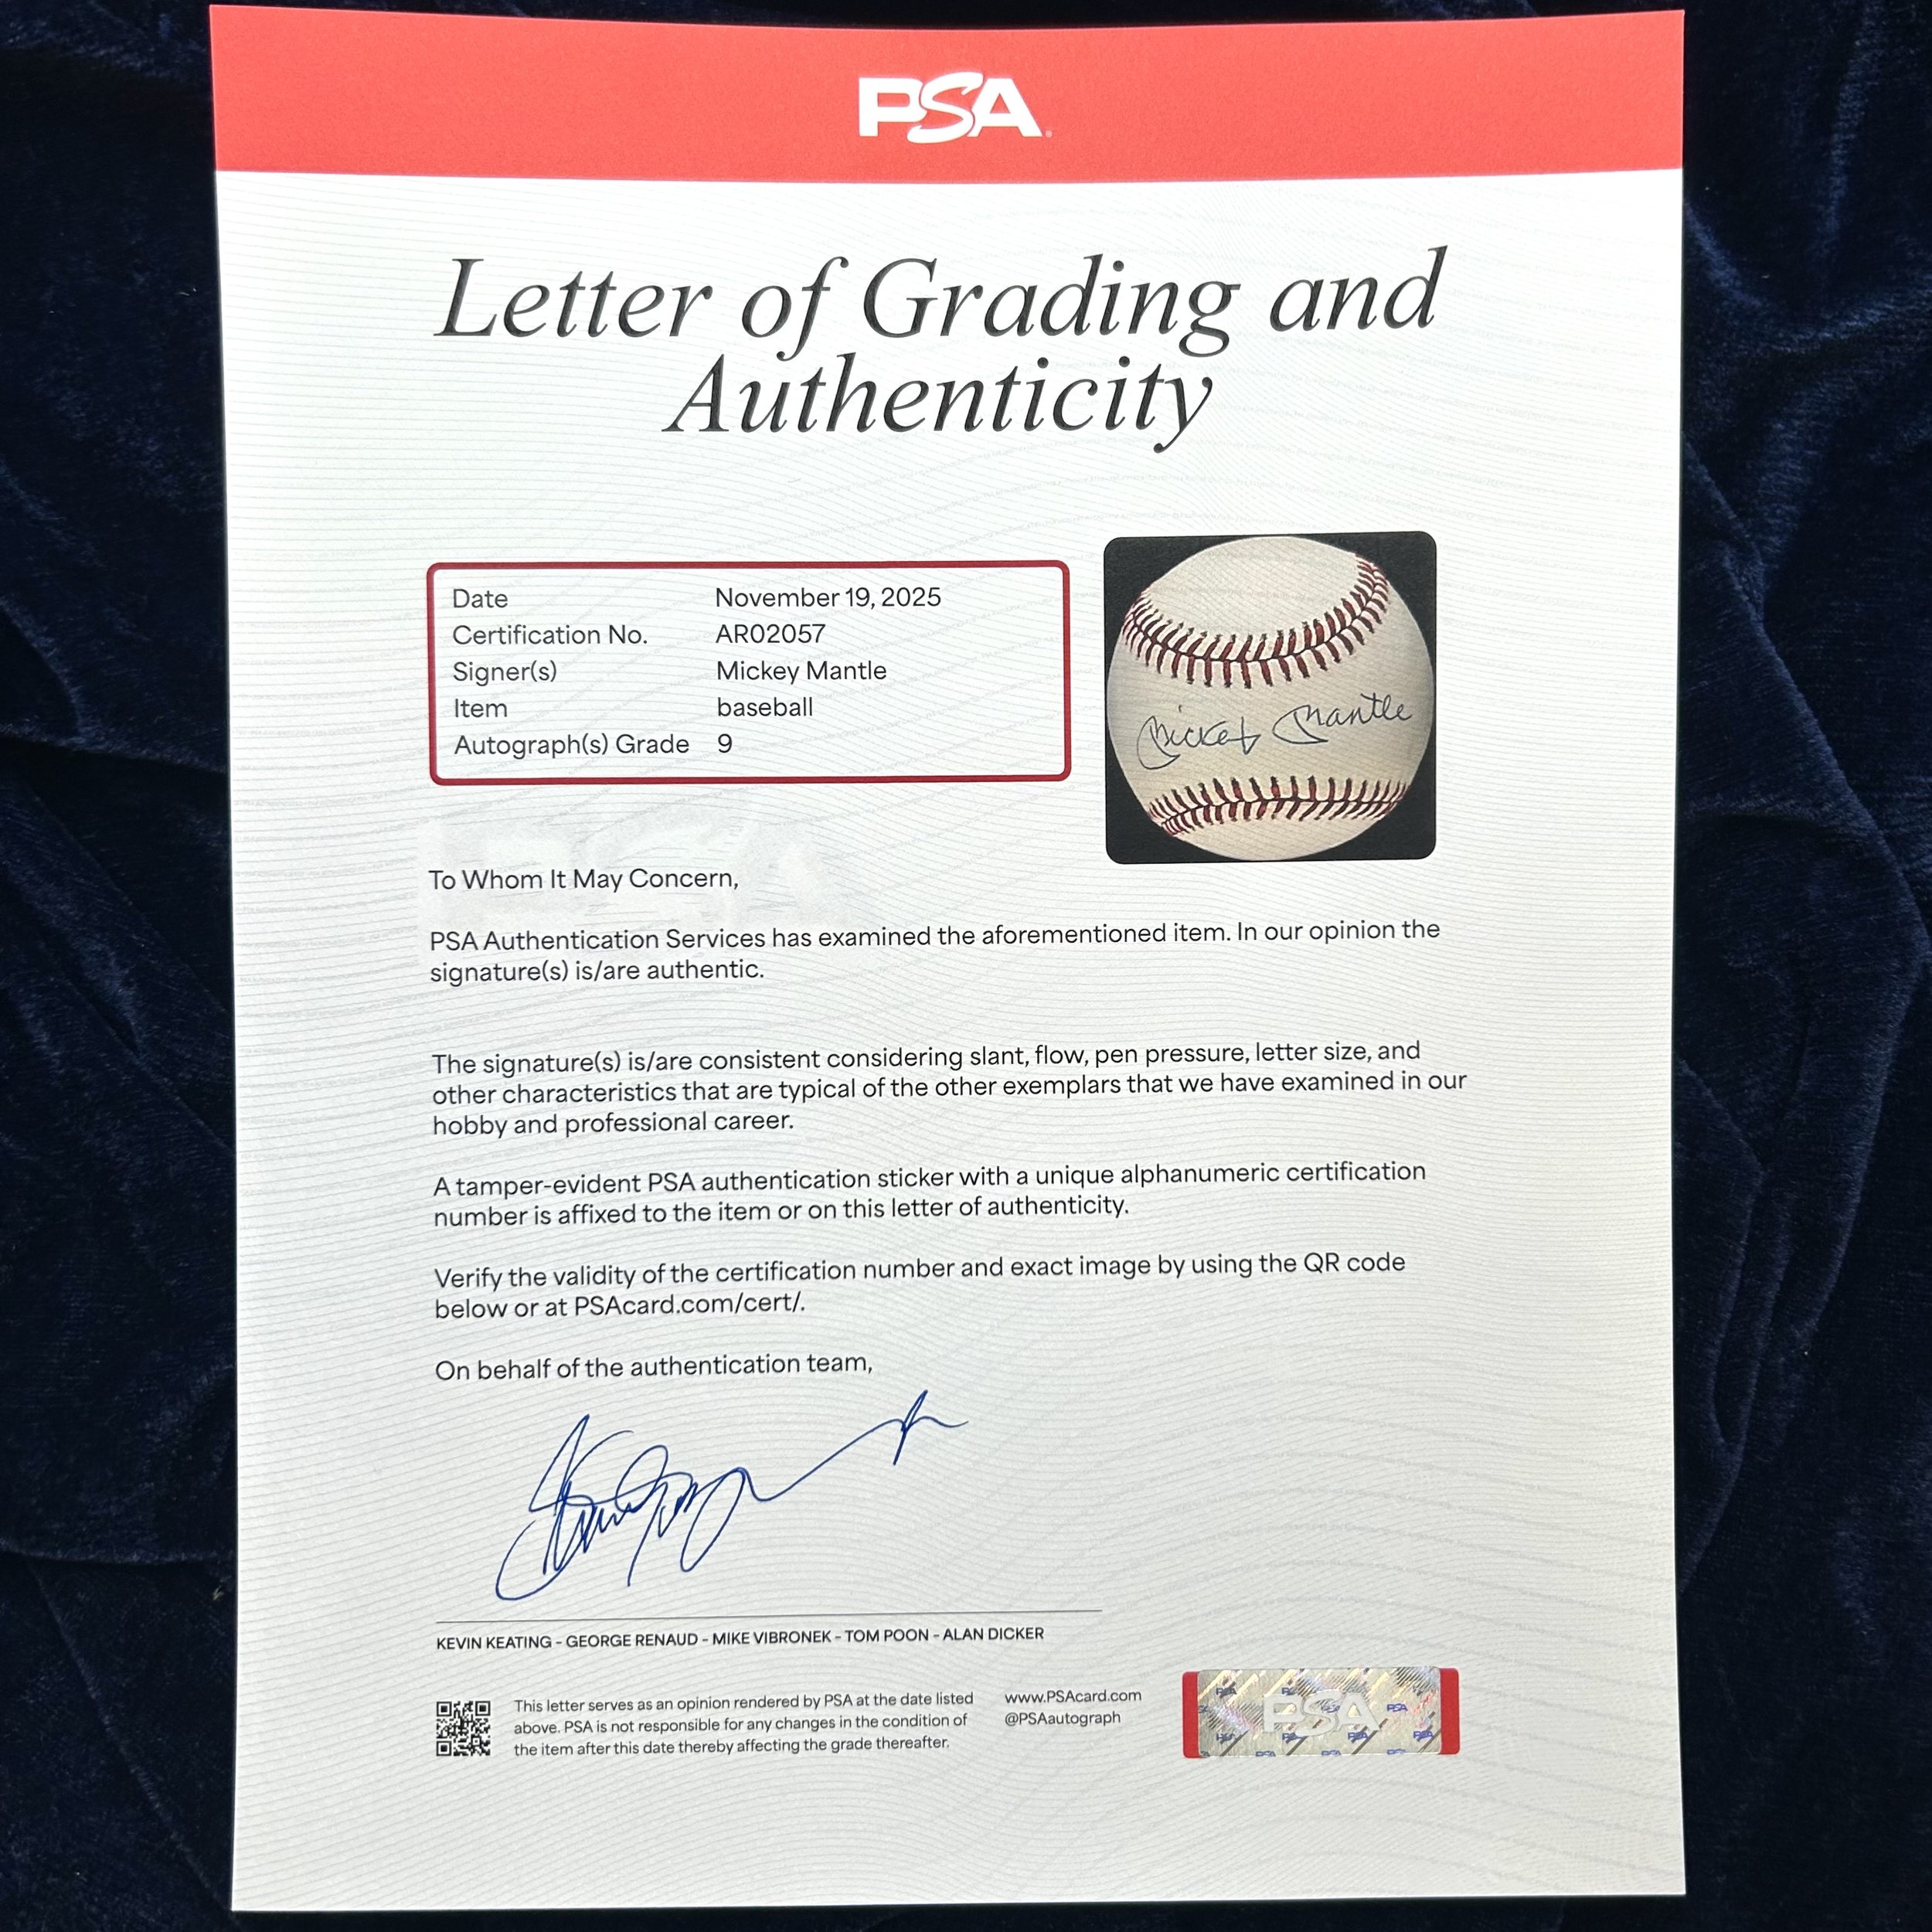 PSA
Letter of Grading and
Authenticity
Date November 19, 2025
Certification No. AR02057
Signer(s) Mickey Mantle
Item baseball
Autograph(s) Grade 9
Mickey Mantle
To Whom It May Concern,
PSA Authentication Services has examined the aforementioned item. In our opinion the
signature(s) is/are authentic.
The signature(s) is/are consistent considering slant, flow, pen pressure, letter size, and
other characteristics that are typical of the other exemplars that we have examined in our
hobby and professional career.
A tamper-evident PSA authentication sticker with a unique alphanumeric certification
number is affixed to the item or on this letter of authenticity.
Verify the validity of the certification number and exact image by using the QR code
below or at PSAcard.com/cert/.
On behalf of the authentication team,
KEVIN KEATING - GEORGE RENAUD - MIKE VIBRONEK - TOM POON - ALAN DICKER
This letter serves as an opinion rendered by PSA at the date listed
above. PSA is not responsible for any changes in the condition of
the item after this date thereby affecting the grade thereafter.
www.PSAcard.com
@PSAautograph
PSA